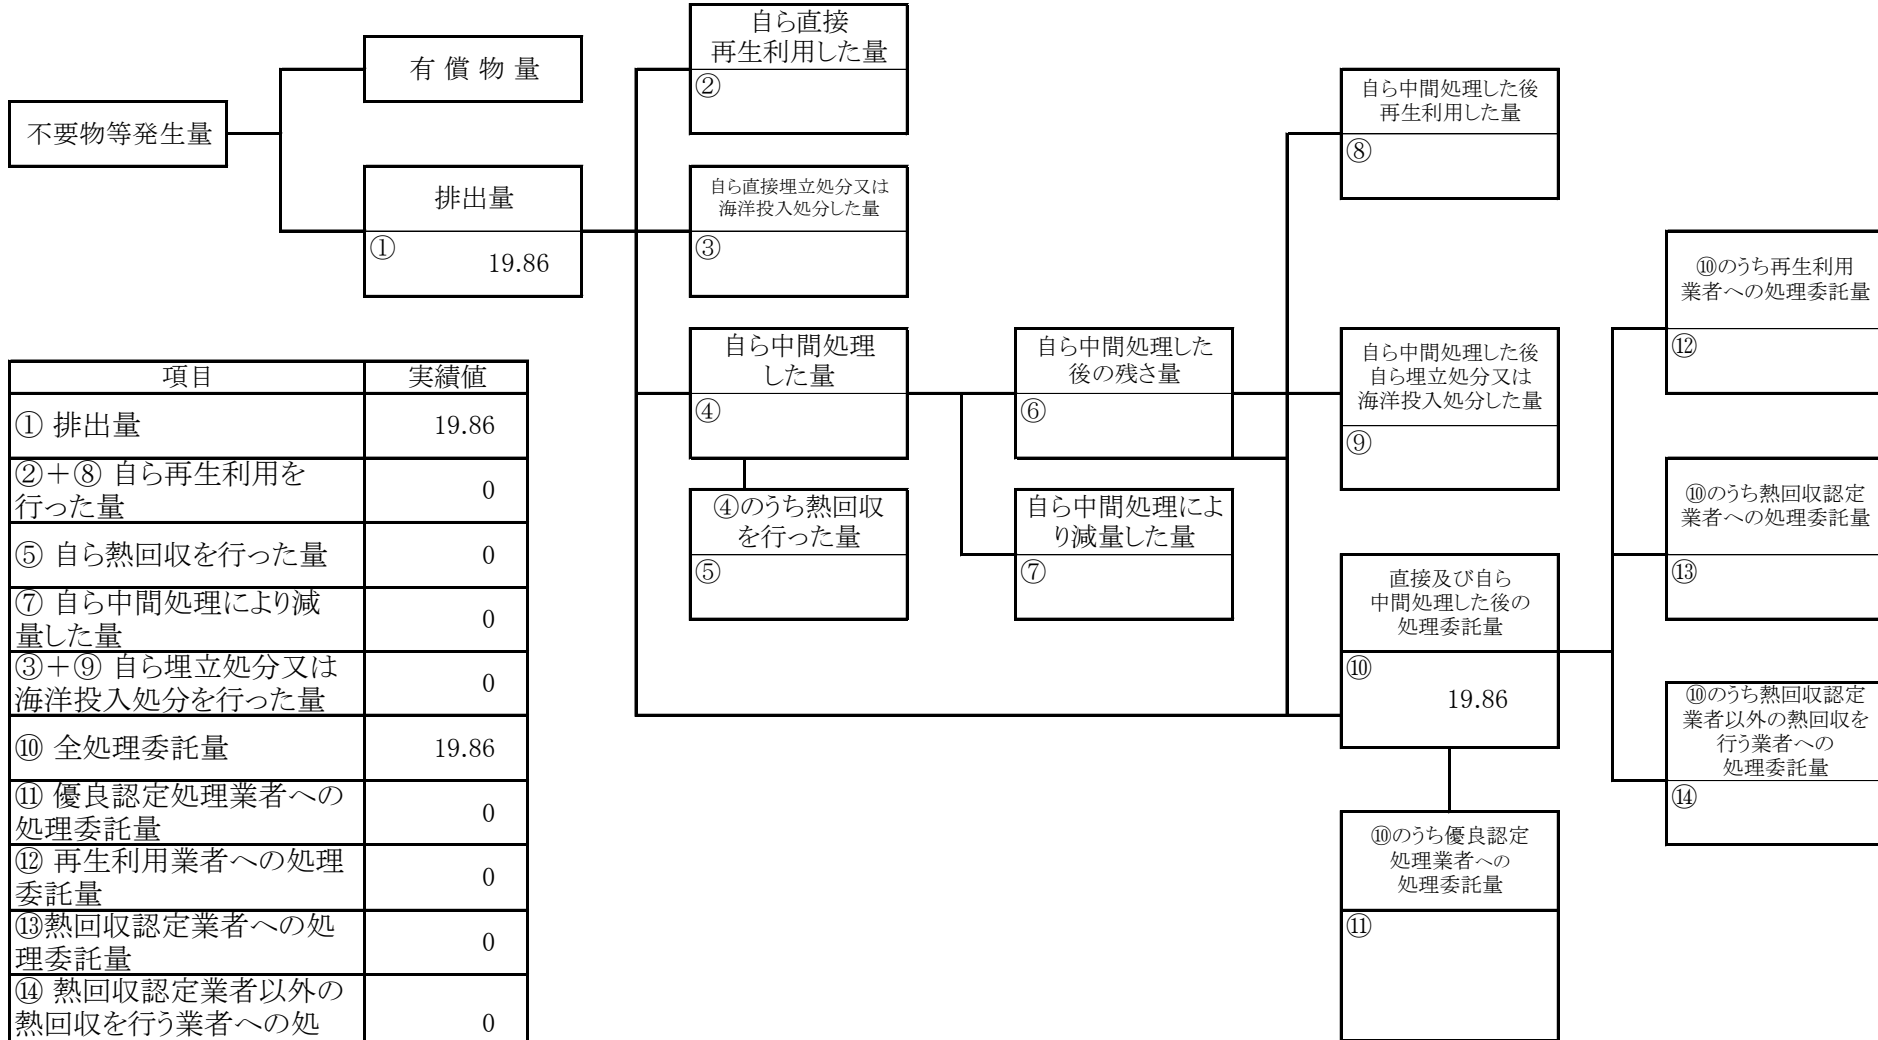 不要物等発生量
有 償 物 量
排出量
①
19.86
自ら直接
再生利用した量
②
自ら直接埋立処分又は
海洋投入処分した量
③
自ら中間処理
した量
④
④のうち熱回収
を行った量
⑤
自ら中間処理した
後の残さ量
⑥
自ら中間処理によ
り減量した量
⑦
自ら中間処理した後
再生利用した量
⑧
自ら中間処理した後
自ら埋立処分又は
海洋投入処分した量
⑨
直接及び自ら
中間処理した後の
処理委託量
⑩
19.86
⑩のうち優良認定
処理業者への
処理委託量
⑪
⑩のうち再生利用
業者への処理委託量
⑫
⑩のうち熱回収認定
業者への処理委託量
⑬
⑩のうち熱回収認定
業者以外の熱回収を
行う業者への
処理委託量
⑭
項目 実績値
① 排出量 19.86
②＋⑧ 自ら再生利用を
行った量 0
⑤ 自ら熱回収を行った量 0
⑦ 自ら中間処理により減
量した量 0
③＋⑨ 自ら埋立処分又は
海洋投入処分を行った量 0
⑩ 全処理委託量 19.86
⑪ 優良認定処理業者への
処理委託量 0
⑫ 再生利用業者への処理
委託量 0
⑬熱回収認定業者への処
理委託量 0
⑭ 熱回収認定業者以外の
熱回収を行う業者への処 0